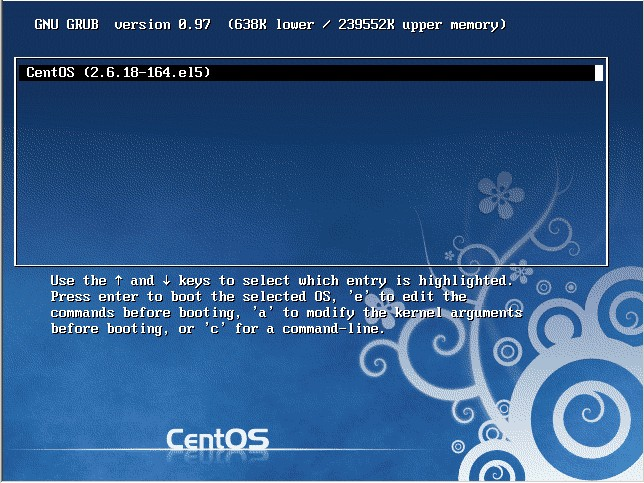 GNU GRUB  version 0.97  (638K lower / 239552K upper memory)
CentOS (2.6.18-164.el5)
Use the ↑ and ↓ keys to select which entry is highlighted.
Press enter to boot the selected OS, 'e' to edit the
commands before booting, 'a' to modify the kernel arguments
before booting, or 'c' for a command-line.
CentOS